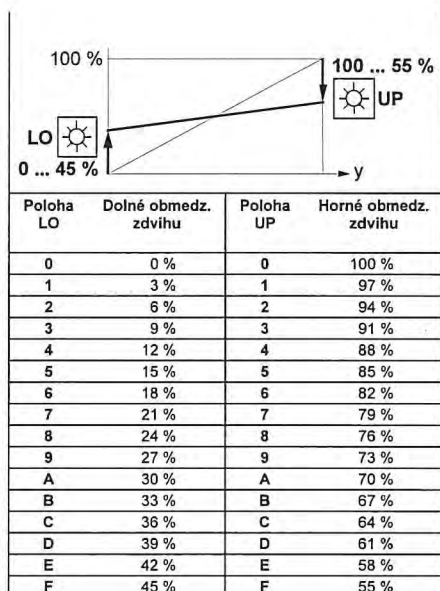 100 %
100 ... 55 %
UP
LO
0 ... 45 %
y
Poloha LO Dolné obmedz. zdvihu Poloha UP Horné obmedz. zdvihu
0 0 % 0 100 %
1 3 % 1 97 %
2 6 % 2 94 %
3 9 % 3 91 %
4 12 % 4 88 %
5 15 % 5 85 %
6 18 % 6 82 %
7 21 % 7 79 %
8 24 % 8 76 %
9 27 % 9 73 %
A 30 % A 70 %
B 33 % B 67 %
C 36 % C 64 %
D 39 % D 61 %
E 42 % E 58 %
F 45 % F 55 %